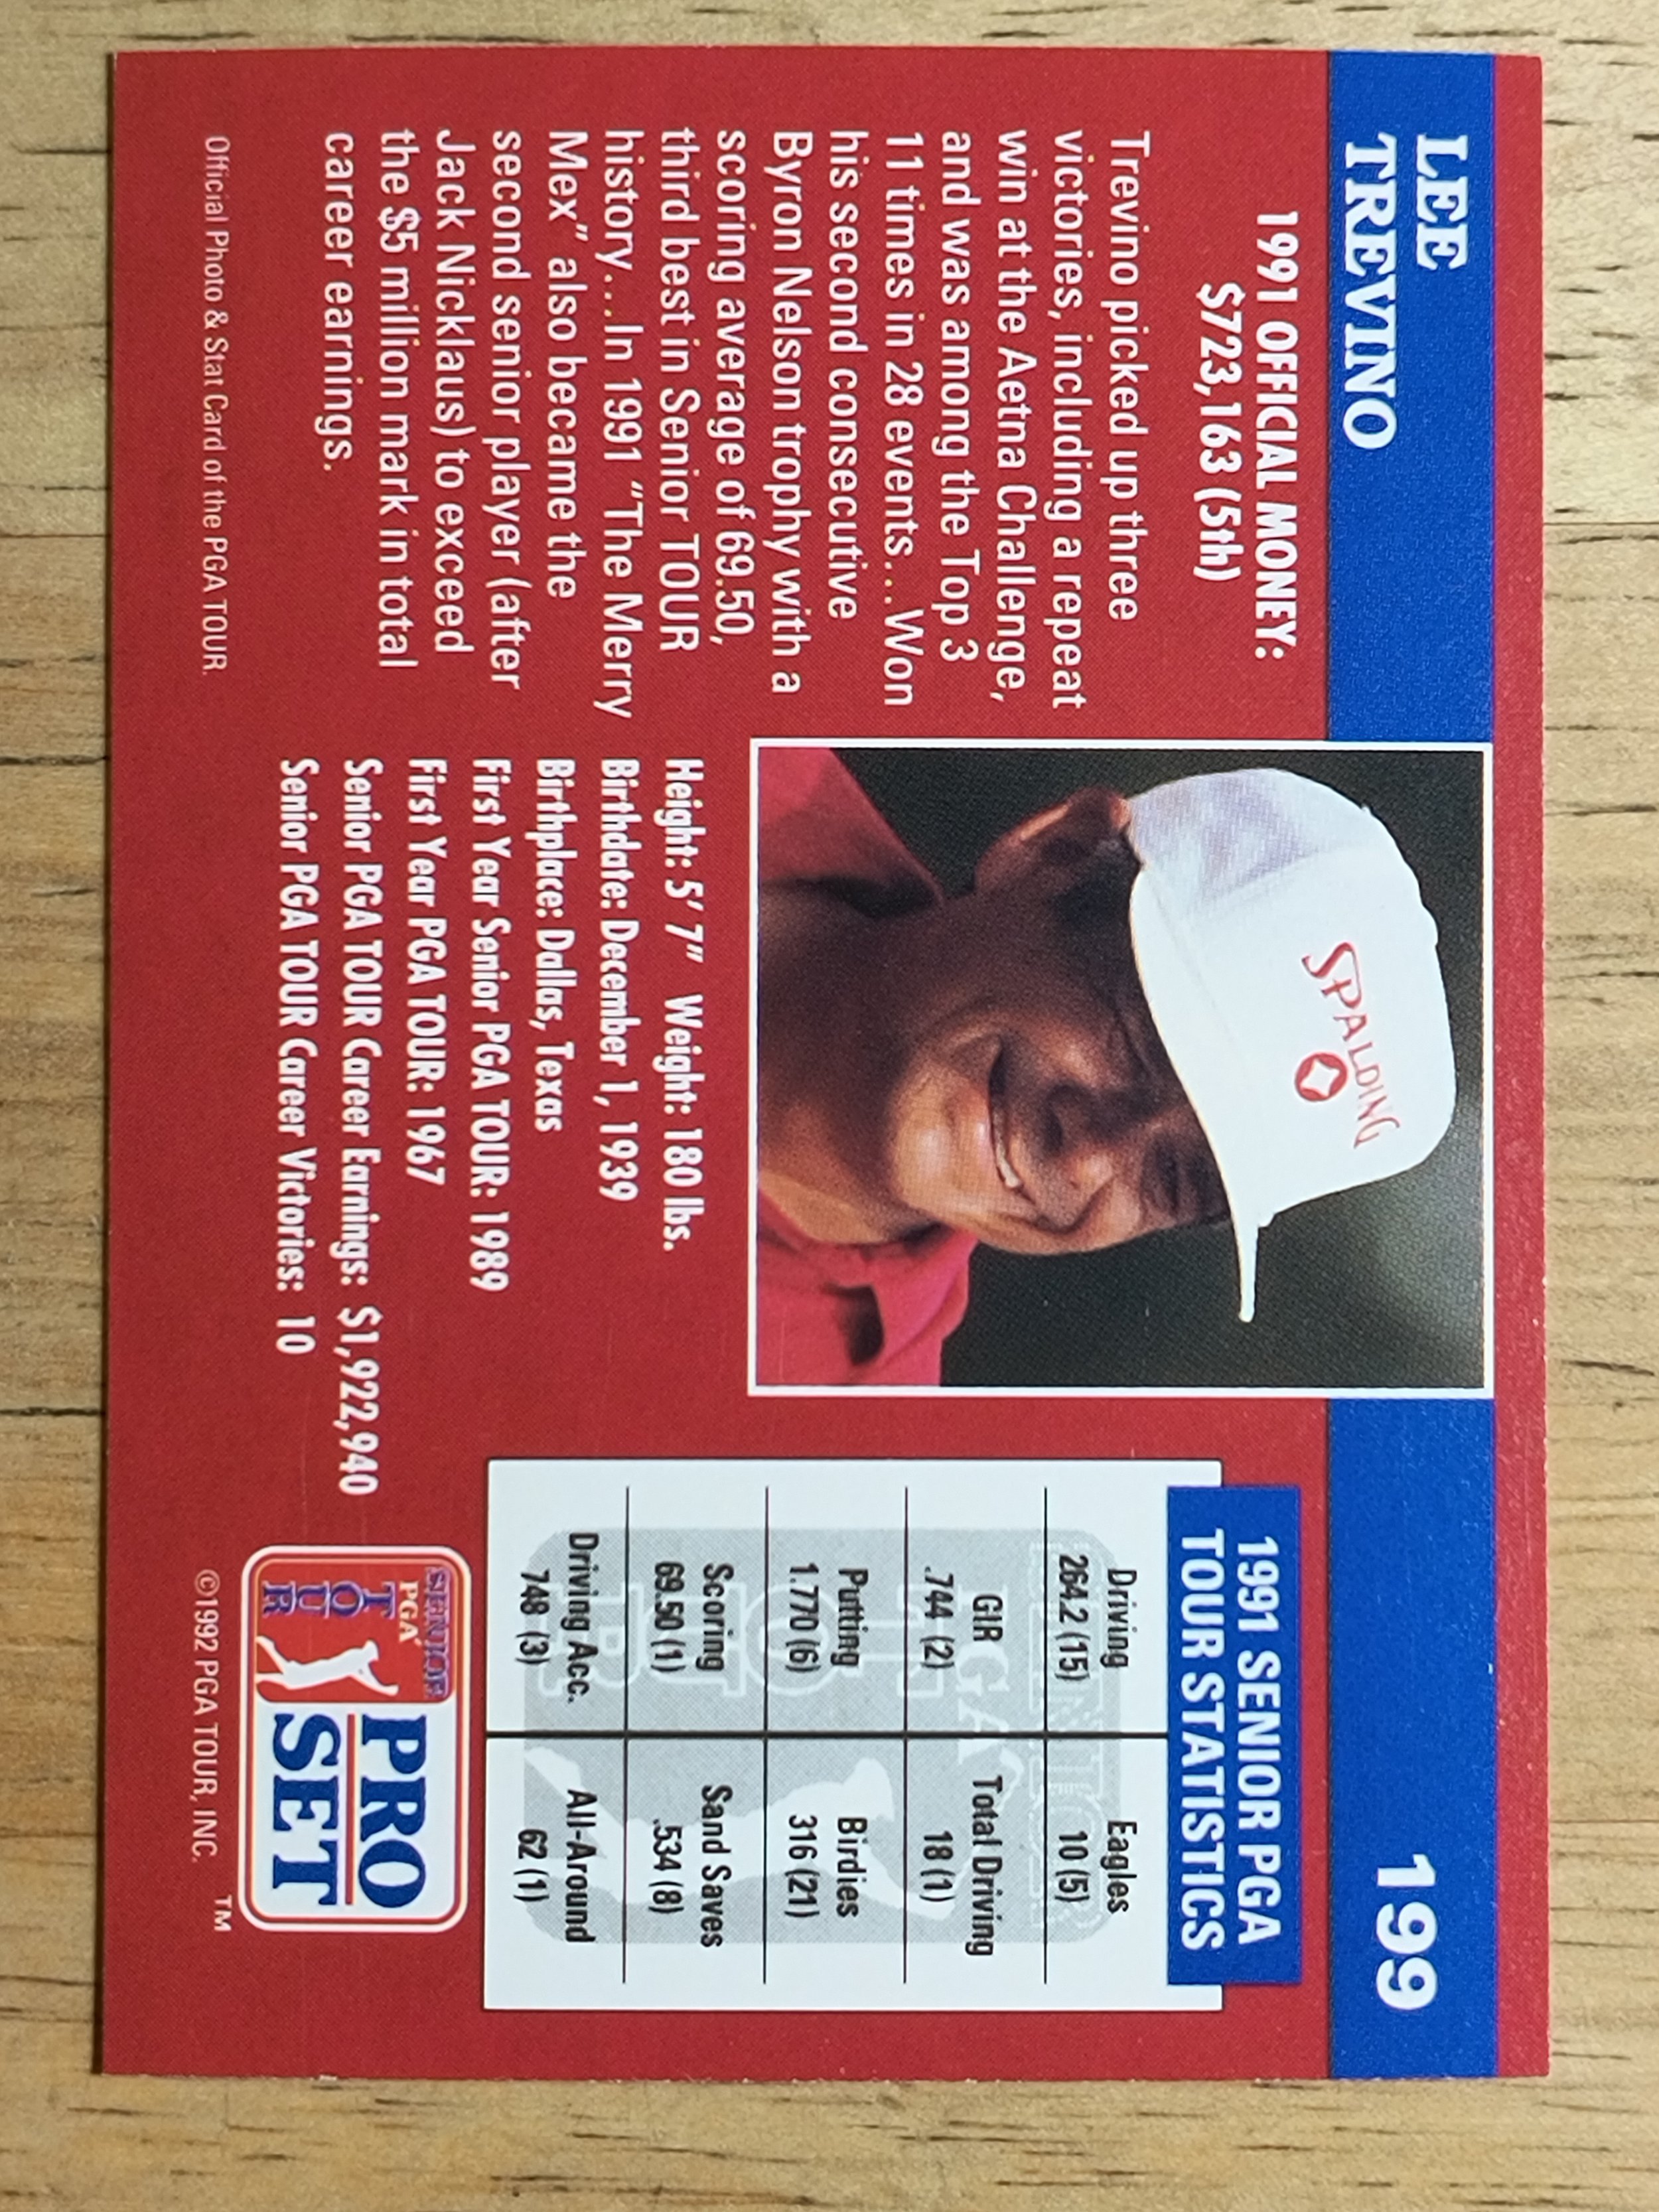 LEE
TREVINO
199
1991 OFFICIAL MONEY:
$723,163 (5th)
Trevino picked up three
victories, including a repeat
win at the Aetna Challenge,
and was among the Top 3
11 times in 28 events...Won
his second consecutive
Byron Nelson trophy with a
scoring average of 69.50,
third best in Senior TOUR
history...In 1991 “The Merry
Mex” also became the
second senior player (after
Jack Nicklaus) to exceed
the $5 million mark in total
career earnings.
Official Photo & Stat Card of the PGA TOUR.
SPALDING
Height: 5' 7" Weight: 180 lbs.
Birthdate: December 1, 1939
Birthplace: Dallas, Texas
First Year Senior PGA TOUR: 1989
First Year PGA TOUR: 1967
Senior PGA TOUR Career Earnings: $1,922,940
Senior PGA TOUR Career Victories: 10
1991 SENIOR PGA
TOUR STATISTICS
Driving
264.2 (15)
Eagles
10 (5)
GIR
.744 (2)
Total Driving
18 (1)
Putting
1.770 (6)
Birdies
316 (21)
Scoring
69.50 (1)
Sand Saves
.534 (8)
Driving Acc.
748 (3)
All-Around
62 (1)
SENIOR
PGA
TOUR
PRO
SET
©1992 PGA TOUR, INC.
TM